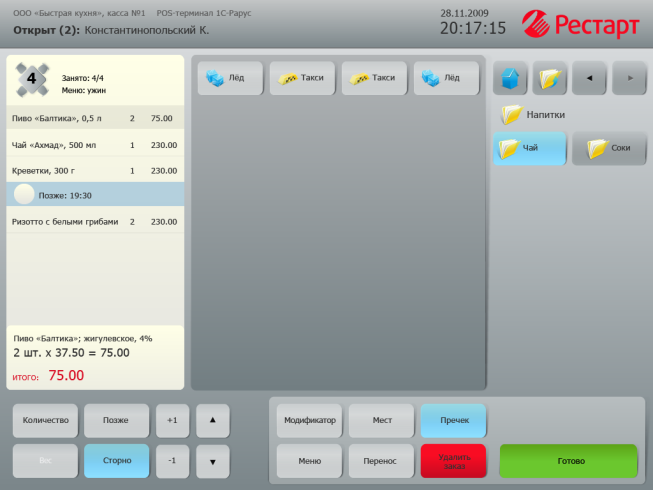 ООО «Быстрая кухня», касса №1 POS-терминал 1С-Рарус
Открыт (2): Константинопольский К.
28.11.2009
20:17:15
Рестарт
4
Занято: 4/4
Меню: ужин
Пиво «Балтика», 0,5 л 2 75.00
Чай «Ахмад», 500 мл 1 230.00
Креветки, 300 г 1 230.00
Позже: 19:30
Ризотто с белыми грибами 2 230.00
Пиво «Балтика»; жигулевское, 4%
2 шт. x 37.50 = 75.00
ИТОГО: 75.00
Лёд Такси Такси Лёд
Напитки
Чай Соки
Количество Позже +1
Вес Сторно -1
Модификатор Мест Пречек
Меню Перенос Удалить
заказ
Готово